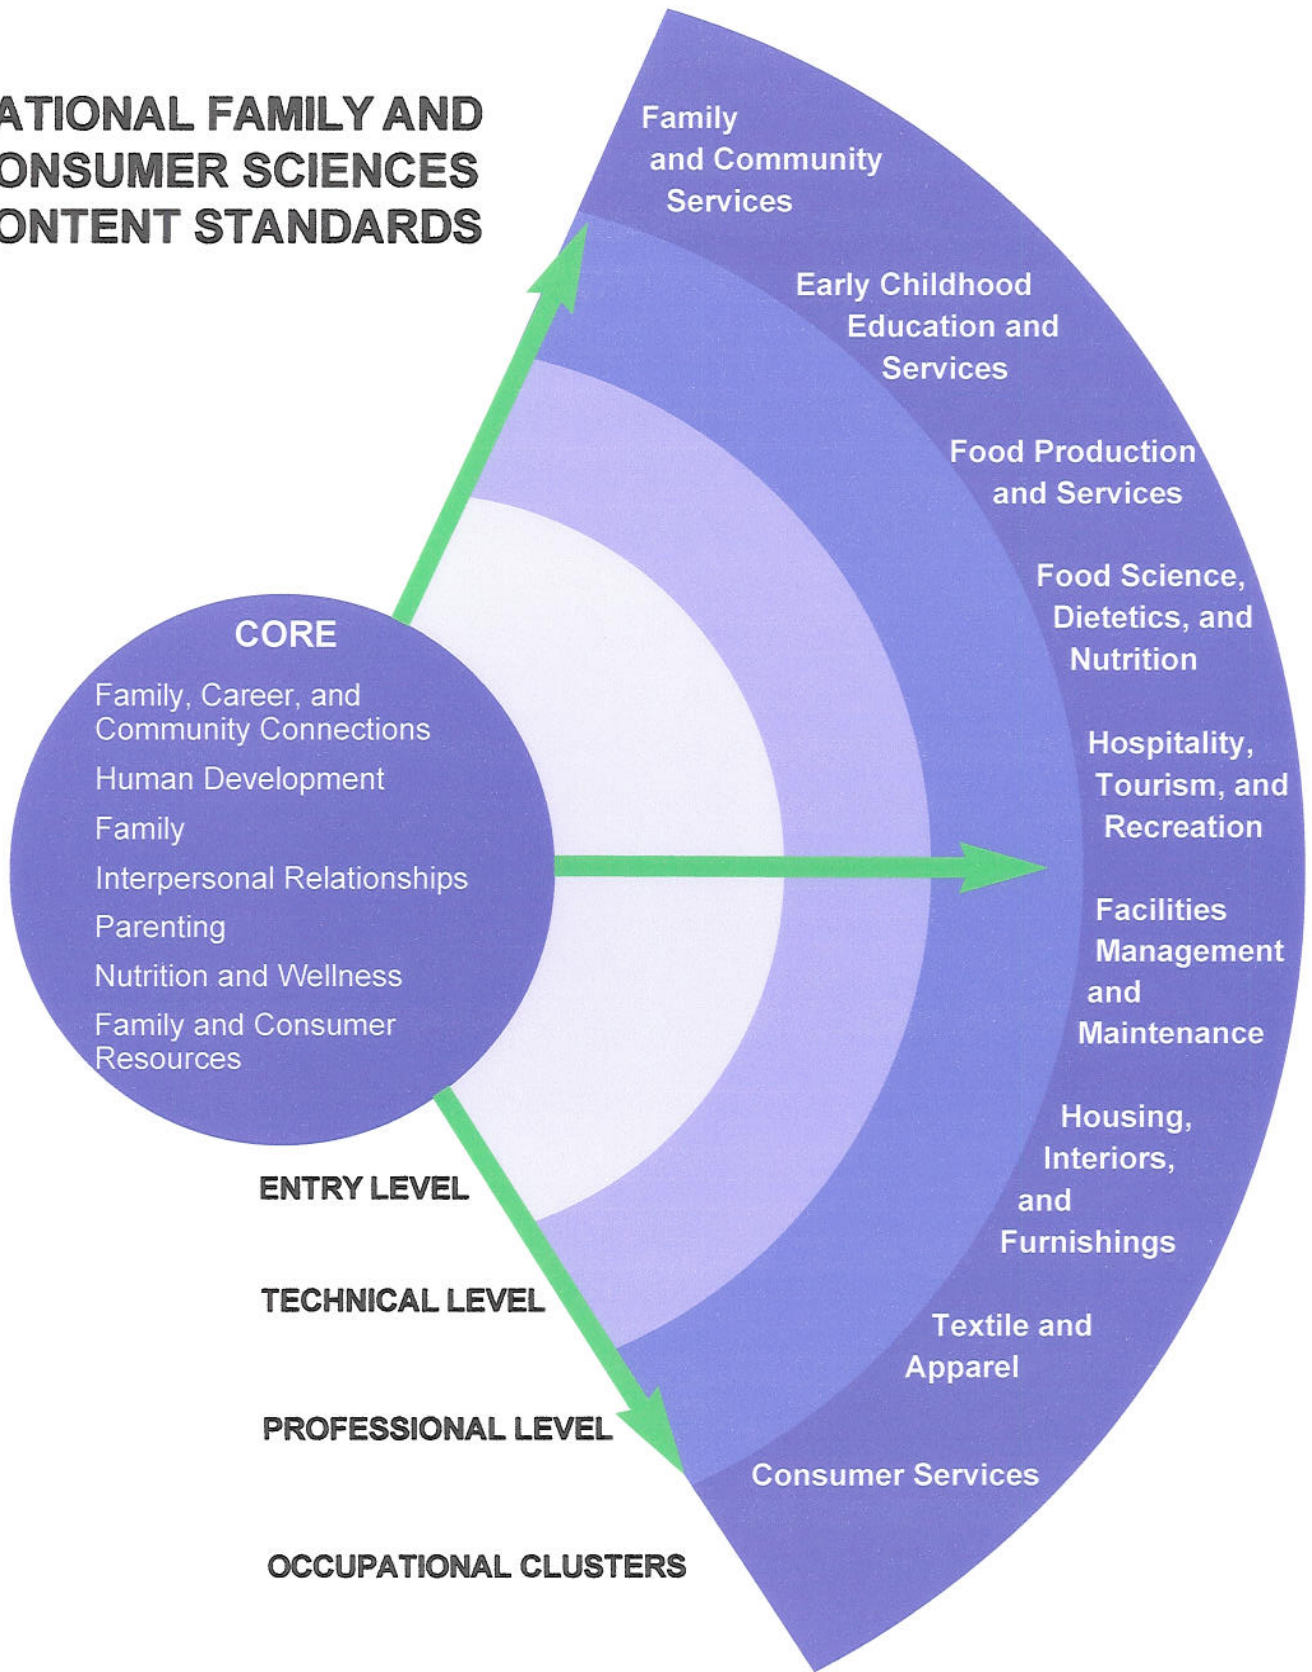 ATIONAL FAMILY AND
ONSUMER SCIENCES
ONTENT STANDARDS
Family
and Community
Services
Early Childhood
Education and
Services
Food Production
and Services
Food Science,
Dietetics, and
Nutrition
Hospitality,
Tourism, and
Recreation
Facilities
Management
and
Maintenance
Housing,
Interiors,
and
Furnishings
Textile and
Apparel
Consumer Services
CORE
Family, Career, and
Community Connections
Human Development
Family
Interpersonal Relationships
Parenting
Nutrition and Wellness
Family and Consumer
Resources
ENTRY LEVEL
TECHNICAL LEVEL
PROFESSIONAL LEVEL
OCCUPATIONAL CLUSTERS